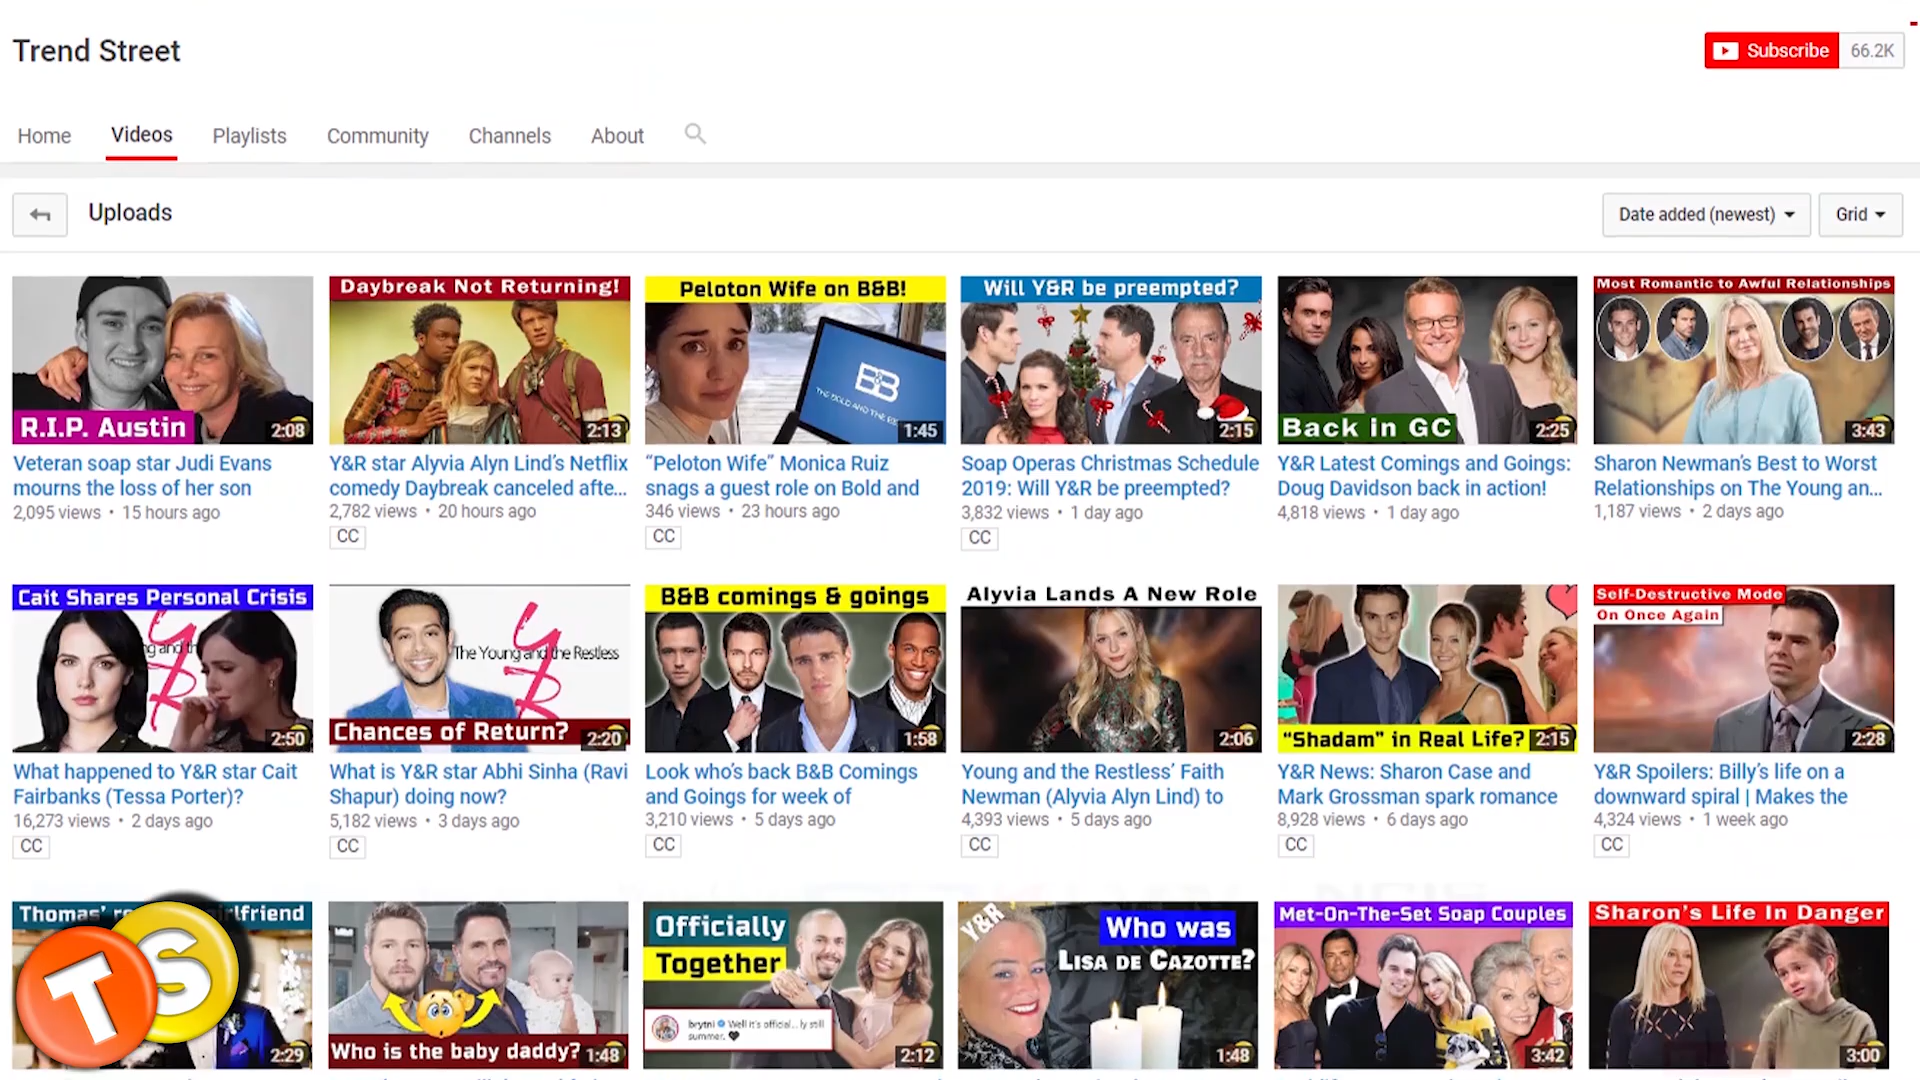 Trend Street
Subscribe 66.2K
Home Videos Playlists Community Channels About
Uploads
Date added (newest) Grid
R.I.P. Austin
2:08
Veteran soap star Judi Evans
mourns the loss of her son
2,095 views • 15 hours ago
Daybreak Not Returning!
2:13
Y&R star Alyvia Alyn Lind's Netflix
comedy Daybreak canceled afte...
2,782 views • 20 hours ago
CC
Peloton Wife on B&B!
B&B
THE BOLD AND THE
1:45
“Peloton Wife” Monica Ruiz
snags a guest role on Bold and
346 views • 23 hours ago
CC
Will Y&R be preempted?
2:15
Soap Operas Christmas Schedule
2019: Will Y&R be preempted?
3,832 views • 1 day ago
CC
Back in GC
2:25
Y&R Latest Comings and Goings:
Doug Davidson back in action!
4,818 views • 1 day ago
Most Romantic to Awful Relationships
3:43
Sharon Newman's Best to Worst
Relationships on The Young an...
1,187 views • 2 days ago
Cait Shares Personal Crisis
YR
2:50
What happened to Y&R star Cait
Fairbanks (Tessa Porter)?
16,273 views • 2 days ago
CC
The Young and the Restless
YR
Chances of Return?
2:20
What is Y&R star Abhi Sinha (Ravi
Shapur) doing now?
5,182 views • 3 days ago
CC
B&B comings & goings
1:58
Look who's back B&B Comings
and Goings for week of
3,210 views • 5 days ago
CC
Alyvia Lands A New Role
2:06
Young and the Restless’ Faith
Newman (Alyvia Alyn Lind) to
4,393 views • 5 days ago
CC
“Shadam” in Real Life?
2:15
Y&R News: Sharon Case and
Mark Grossman spark romance
8,928 views • 6 days ago
CC
Self-Destructive Mode
On Once Again
2:28
Y&R Spoilers: Billy's life on a
downward spiral | Makes the
4,324 views • 1 week ago
CC
Thomas'
TS
2:29
Who is the baby daddy?
1:48
Officially
Together
brytni Well it's official... ly still
summer.
2:12
Y&R
Who was
Lisa de Cazotte?
1:48
Met-On-The-Set Soap Couples
3:42
Sharon's Life In Danger
3:00